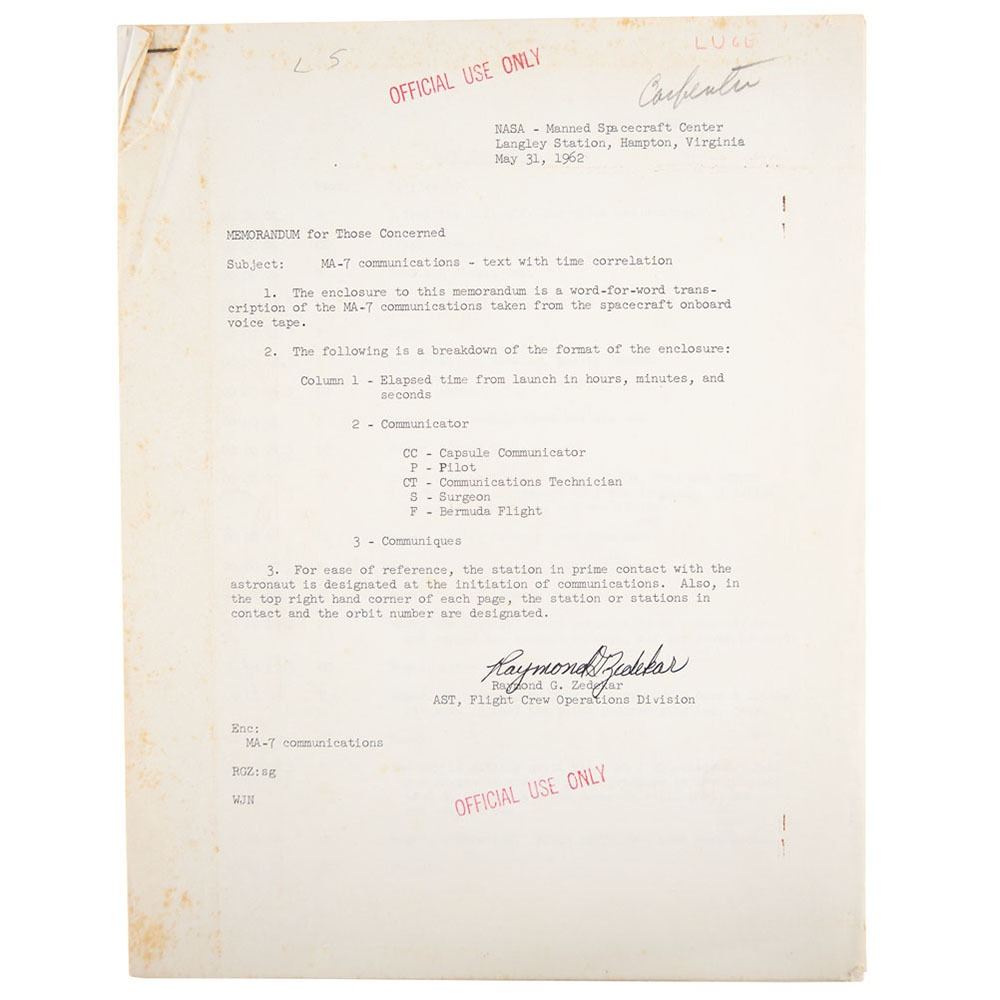 L 5
OFFICIAL USE ONLY
LUGE
Carpenter
NASA - Manned Spacecraft Center
Langley Station, Hampton, Virginia
May 31, 1962
MEMORANDUM for Those Concerned
Subject: MA-7 communications - text with time correlation
1. The enclosure to this memorandum is a word-for-word trans-
cription of the MA-7 communications taken from the spacecraft onboard
voice tape.
2. The following is a breakdown of the format of the enclosure:
Column 1 - Elapsed time from launch in hours, minutes, and
seconds
2 - Communicator
CC - Capsule Communicator
P - Pilot
CT - Communications Technician
S - Surgeon
F - Bermuda Flight
3 - Communiques
3. For ease of reference, the station in prime contact with the
astronaut is designated at the initiation of communications. Also, in
the top right hand corner of each page, the station or stations in
contact and the orbit number are designated.
Raymond G Zedekar
Raymond G. Zedekar
AST, Flight Crew Operations Division
Enc:
MA-7 communications
RGZ:sg
WJN
OFFICIAL USE ONLY